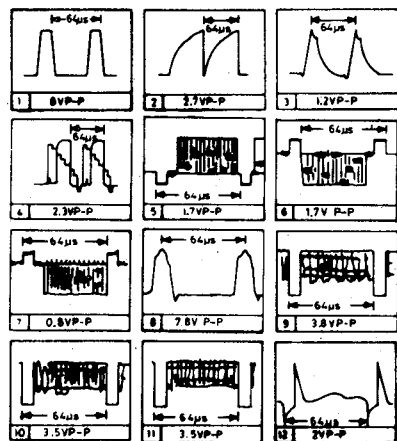 64µs
64µs
64µs
1 8VP-P
2 2.7VP-P
3 1.2VP-P
64µs
64µs
64µs
4 2.3VP-P
5 1.7VP-P
6 1.7V P-P
64µs
64µs
64µs
7 0.8VP-P
8 7.8V P-P
9 3.8VP-P
64µs
64µs
64µs
10 3.5VP-P
11 3.5VP-P
12 2VP-P